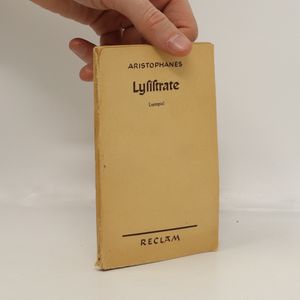 ARISTOPHANES
Lysistrate
Lustspiel
RECLAM